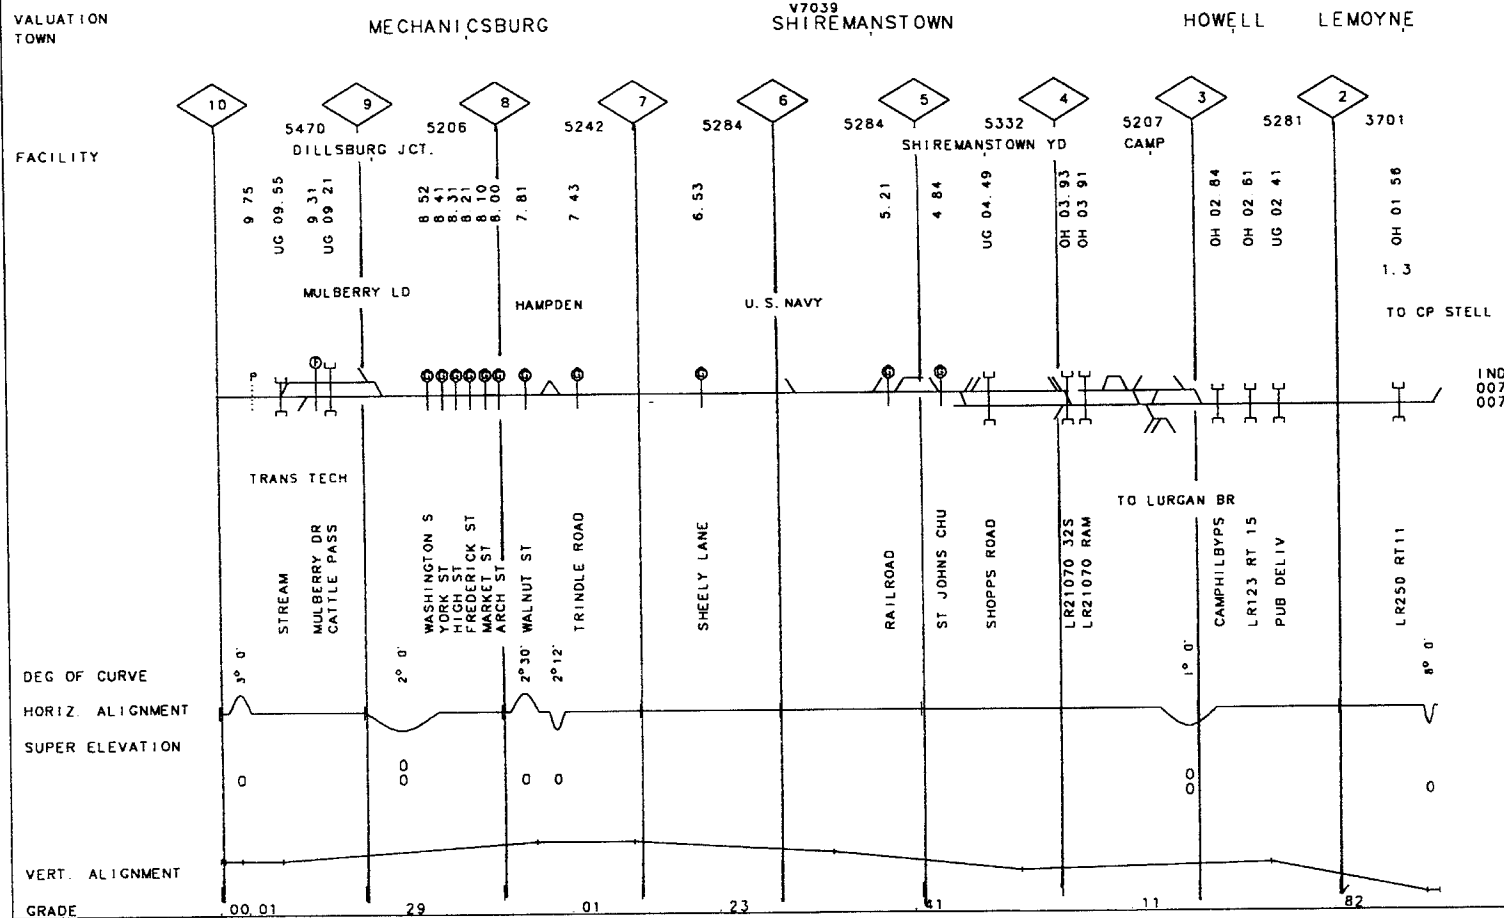 VALUATION
TOWN
MECHANICSBURG
V7039
SHIREMANSTOWN
HOWELL
LEMOYNE
10
9
8
7
6
5
4
3
2
5470
5206
5242
5284
5284
5332
5207
5281
3701
FACILITY
DILLSBURG JCT.
SHIREMANSTOWN YD
CAMP
9 75
UG 09.55
9 31
UG 09 21
8 52
8 41
8.31
8 21
8 10
8.00
7.81
7 43
6.53
5.21
4 84
UG 04.49
OH 03.93
OH 03 91
OH 02 84
OH 02 61
UG 02 41
OH 01 56
1.3
MULBERRY LD
HAMPDEN
U.S.NAVY
TO CP STELL
P
F
G G G G G G G G G G G
IND
007
007
TRANS TECH
TO LURGAN BR
STREAM
MULBERRY DR
CATTLE PASS
WASHINGTON S
YORK ST
HIGH ST
FREDERICK ST
MARKET ST
ARCH ST
WALNUT ST
TRINDLE ROAD
SHEELY LANE
RAILROAD
ST JOHNS CHU
SHOPPS ROAD
LR21070 32S
LR21070 RAM
CAMPHILBYPS
LR123 RT 15
PUB DELIV
LR250 RT11
DEG OF CURVE
3° 0'
2° 0'
2°30'
2°12'
1° 0'
8° 0'
HORIZ. ALIGNMENT
SUPER ELEVATION
0
0
0
0
0
0
0
0
VERT. ALIGNMENT
GRADE
.00.01
.29
.01
.23
.41
.11
.82